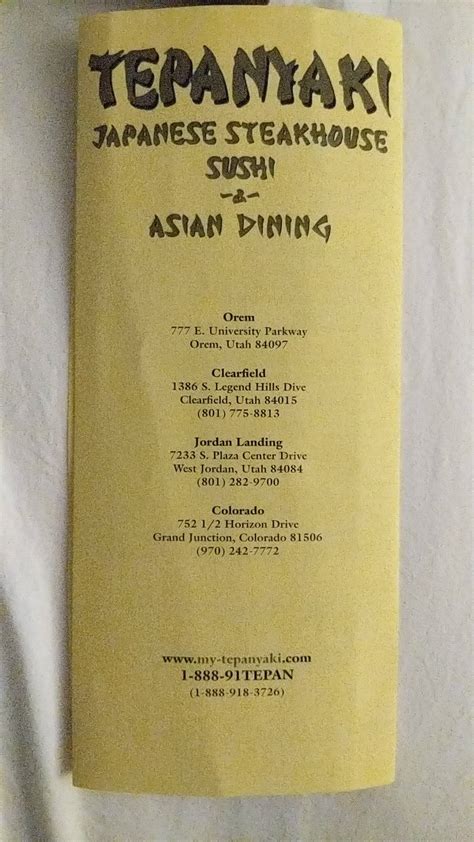 TEPANYAKI
JAPANESE STEAKHOUSE
SUSHI
-&-
ASIAN DINING
Orem
777 E. University Parkway
Orem, Utah 84097
Clearfield
1386 S. Legend Hills Dive
Clearfield, Utah 84015
(801) 775-8813
Jordan Landing
7233 S. Plaza Center Drive
West Jordan, Utah 84084
(801) 282-9700
Colorado
752 1/2 Horizon Drive
Grand Junction, Colorado 81506
(970) 242-7772
www.my-tepanyaki.com
1-888-91TEPAN
(1-888-918-3726)